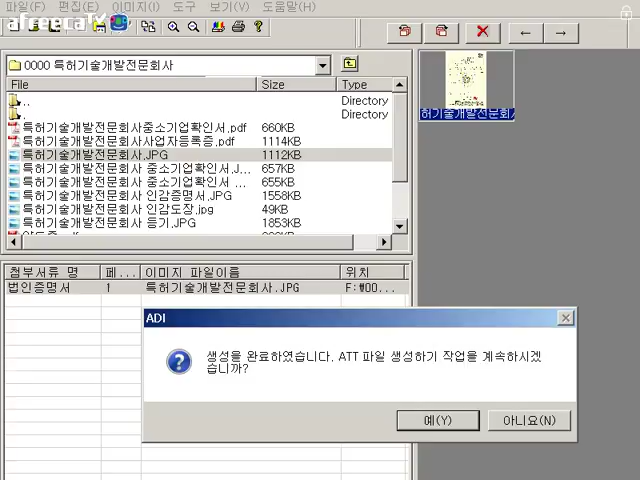 파일(F) 편집(E) 이미지(I) 도구 보기(V) 도움말(H)
afreecaTV
0000 특허기술개발전문회사
File Size Type
.. Directory
. Directory
특허기술개발전문회사중소기업확인서.pdf 660KB
특허기술개발전문회사사업자등록증.pdf 1114KB
특허기술개발전문회사.JPG 1112KB
특허기술개발전문회사 중소기업확인서.J... 657KB
특허기술개발전문회사 중소기업확인서 ... 655KB
특허기술개발전문회사 인감증명서.JPG 1558KB
특허기술개발전문회사 인감도장.jpg 49KB
특허기술개발전문회사 등기.JPG 1853KB
허기술개발전문회사
첨부서류 명 페... 이미지 파일이름 위치
법인증명서 1 특허기술개발전문회사.JPG F:\00...
ADI
생성을 완료하였습니다. ATT 파일 생성하기 작업을 계속하시겠
습니까?
예(Y) 아니요(N)